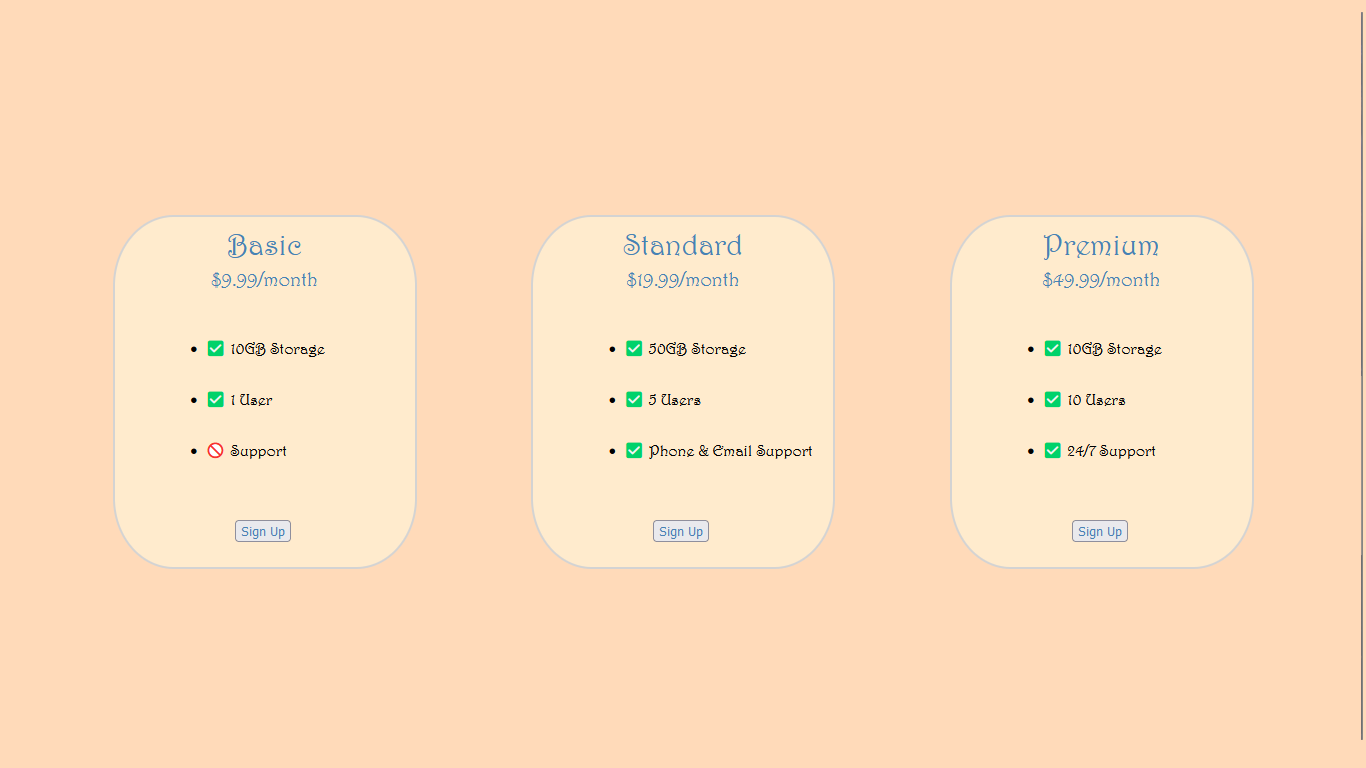 Basic
$9.99/month
• ✅ 10GB Storage
• ✅ 1 User
• 🚫 Support
Sign Up
Standard
$19.99/month
• ✅ 50GB Storage
• ✅ 5 Users
• ✅ Phone & Email Support
Sign Up
Premium
$49.99/month
• ✅ 10GB Storage
• ✅ 10 Users
• ✅ 24/7 Support
Sign Up